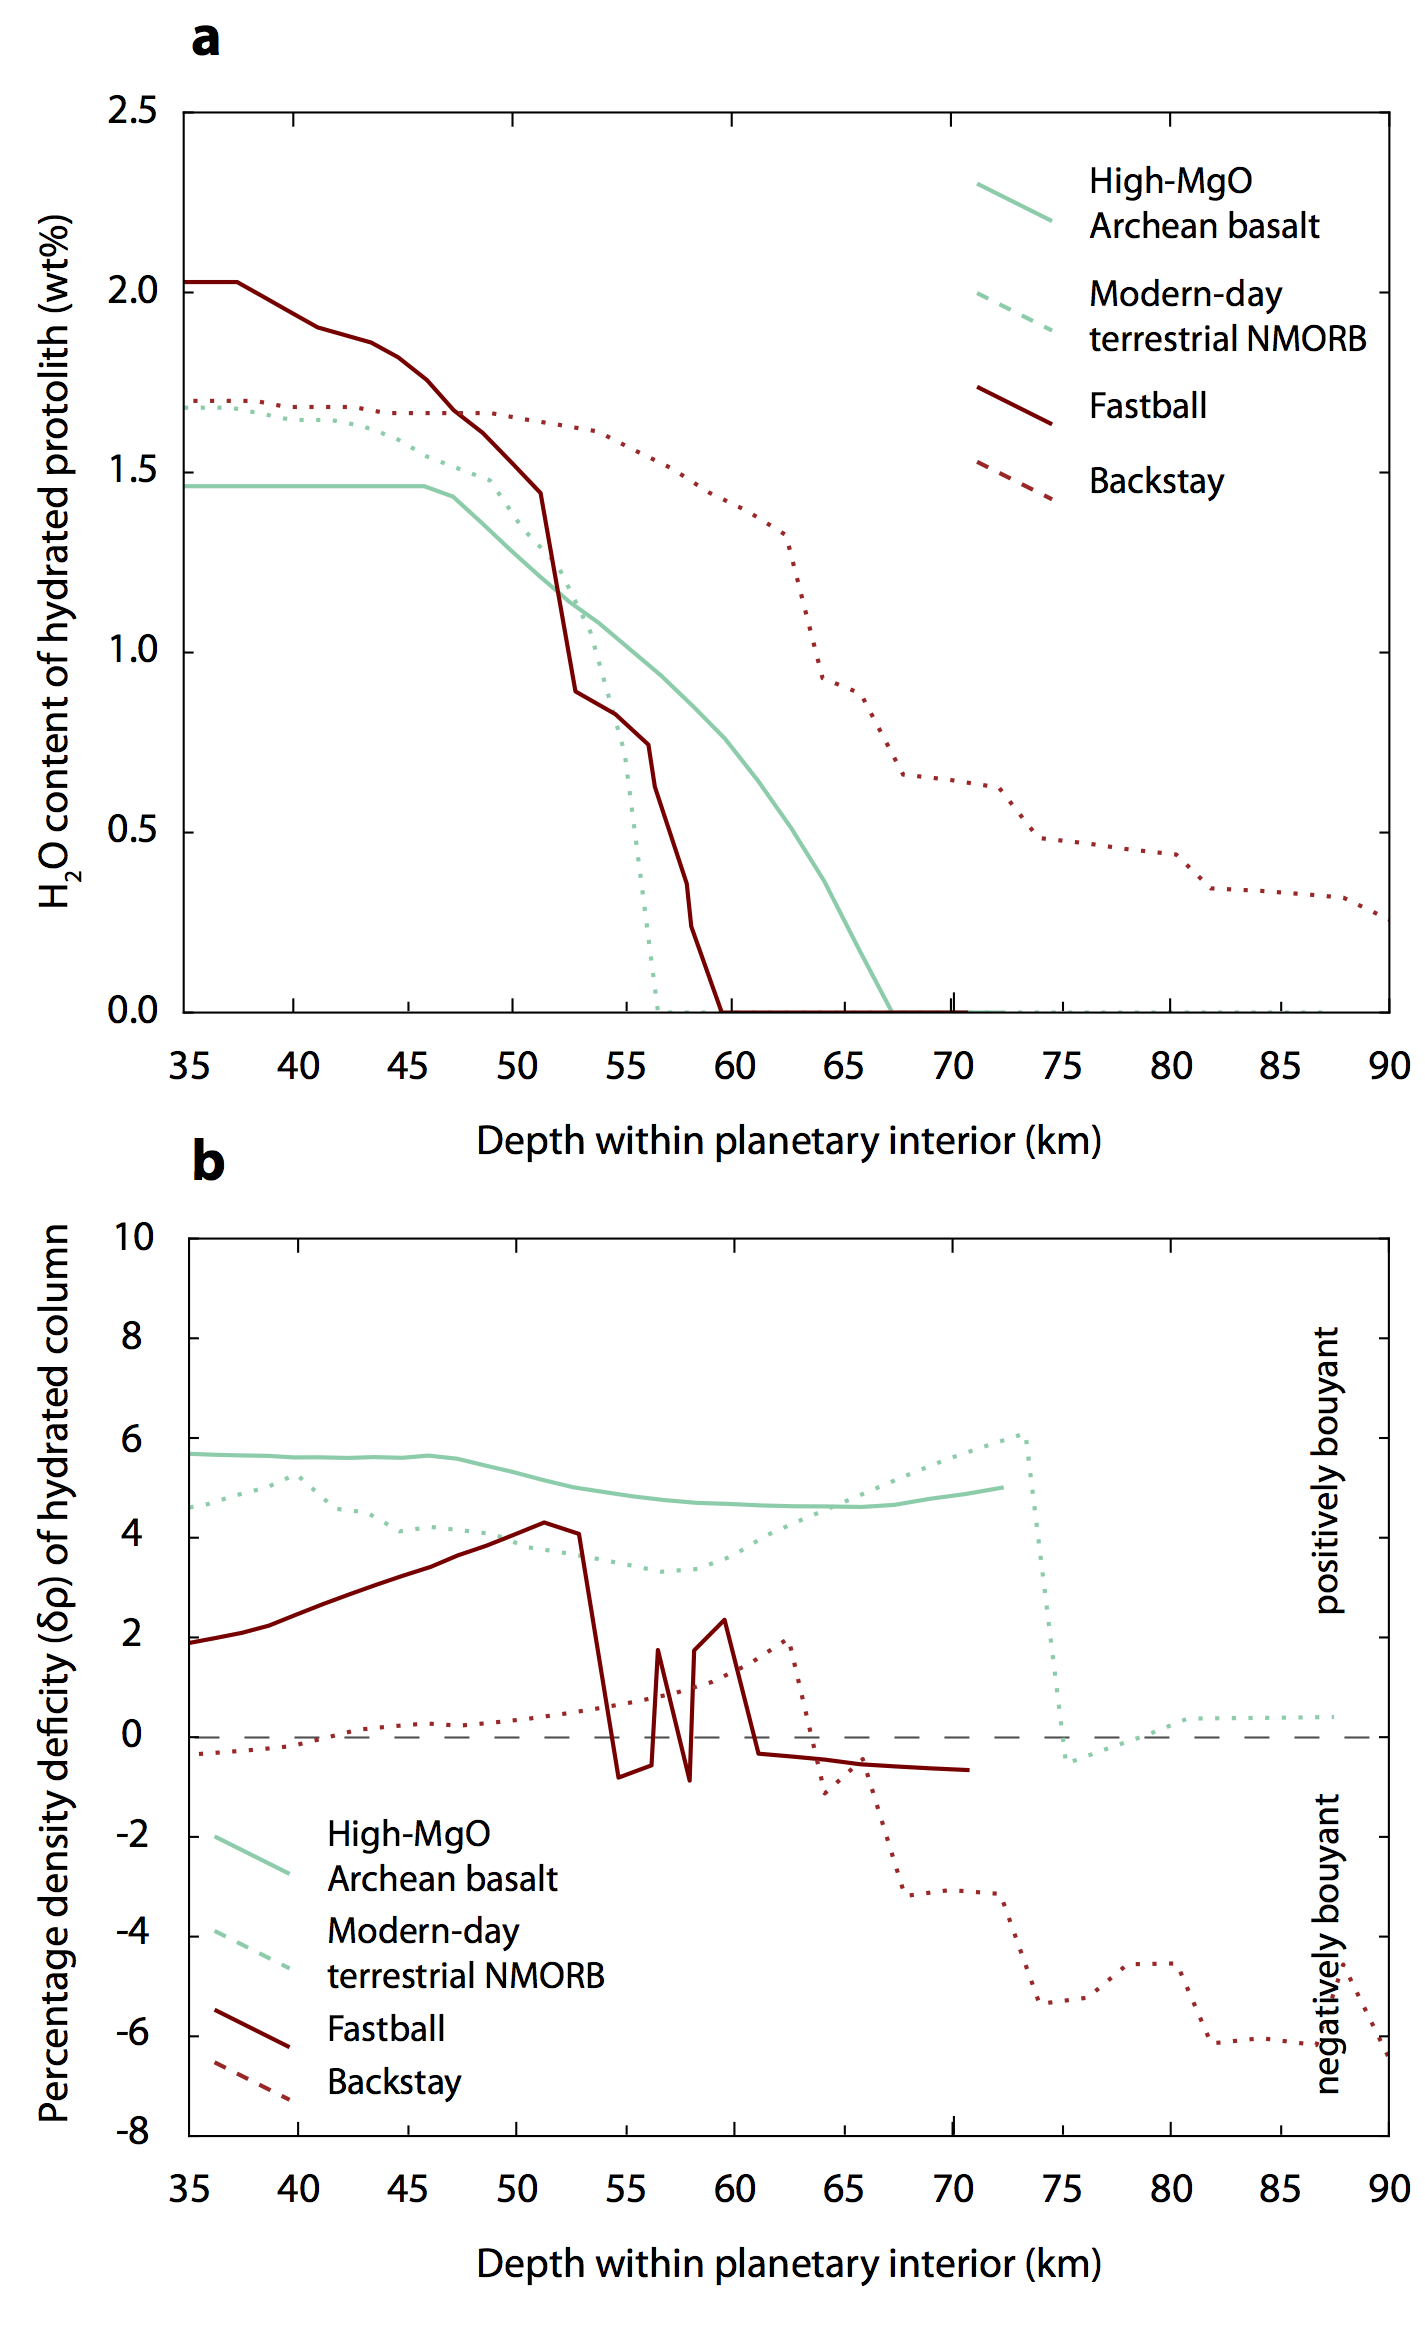 a
H₂O content of hydrated protolith (wt%)
2.5
2.0
1.5
1.0
0.5
0.0
High-MgO
Archean basalt
Modern-day
terrestrial NMORB
Fastball
Backstay
35 40 45 50 55 60 65 70 75 80 85 90
Depth within planetary interior (km)
b
Percentage density deficity (δρ) of hydrated column
10
8
6
4
2
0
-2
-4
-6
-8
positively bouyant
negatively bouyant
High-MgO
Archean basalt
Modern-day
terrestrial NMORB
Fastball
Backstay
35 40 45 50 55 60 65 70 75 80 85 90
Depth within planetary interior (km)